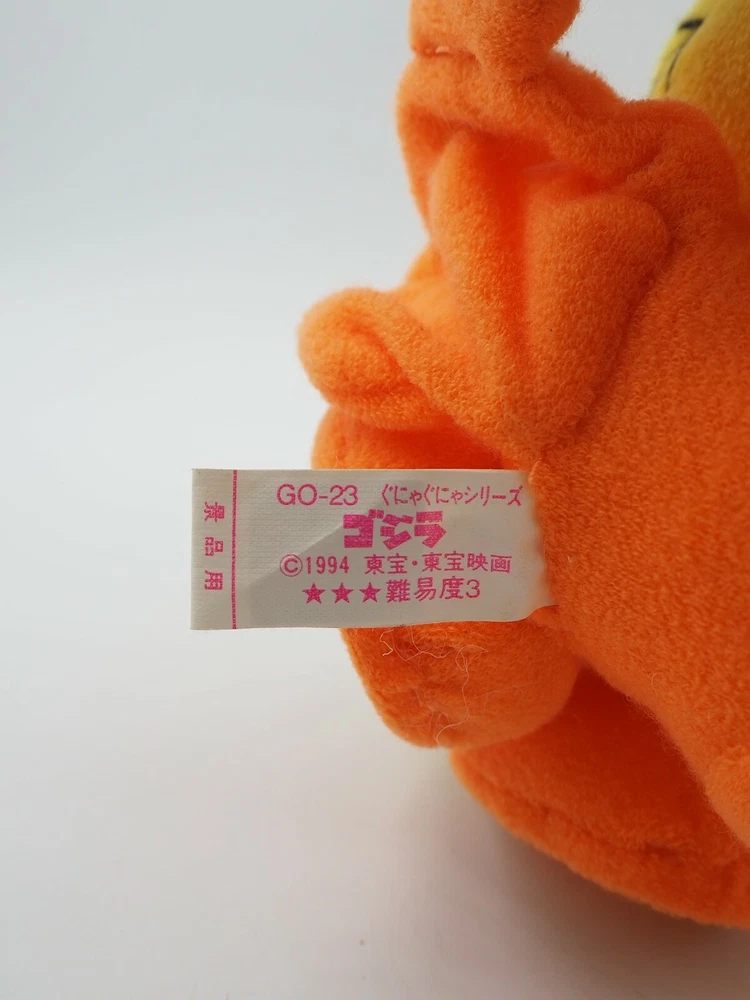 景品用
GO-23 ぐにゃぐにゃシリーズ
ゴジラ
©1994 東宝・東宝映画
★★★難易度3